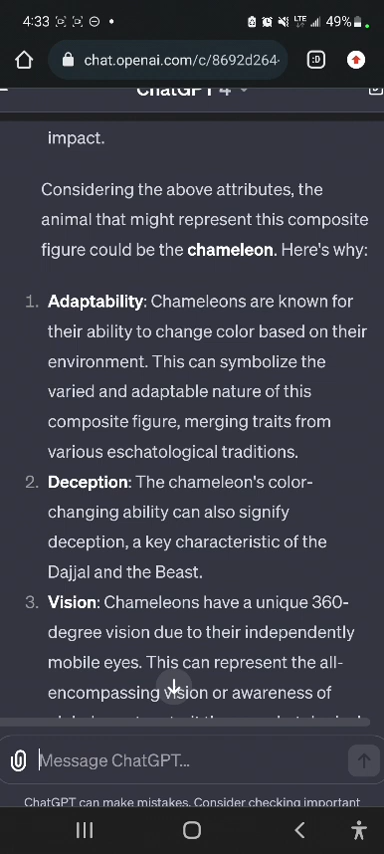 4:33
LTE
49%
chat.openai.com/c/8692d264-
:D
ChatGPT 4
impact.
Considering the above attributes, the
animal that might represent this composite
figure could be the chameleon. Here's why:
1. Adaptability: Chameleons are known for
their ability to change color based on their
environment. This can symbolize the
varied and adaptable nature of this
composite figure, merging traits from
various eschatological traditions.
2. Deception: The chameleon's color-
changing ability can also signify
deception, a key characteristic of the
Dajjal and the Beast.
3. Vision: Chameleons have a unique 360-
degree vision due to their independently
mobile eyes. This can represent the all-
encompassing vision or awareness of
Message ChatGPT...
ChatGPT can make mistakes. Consider checking important